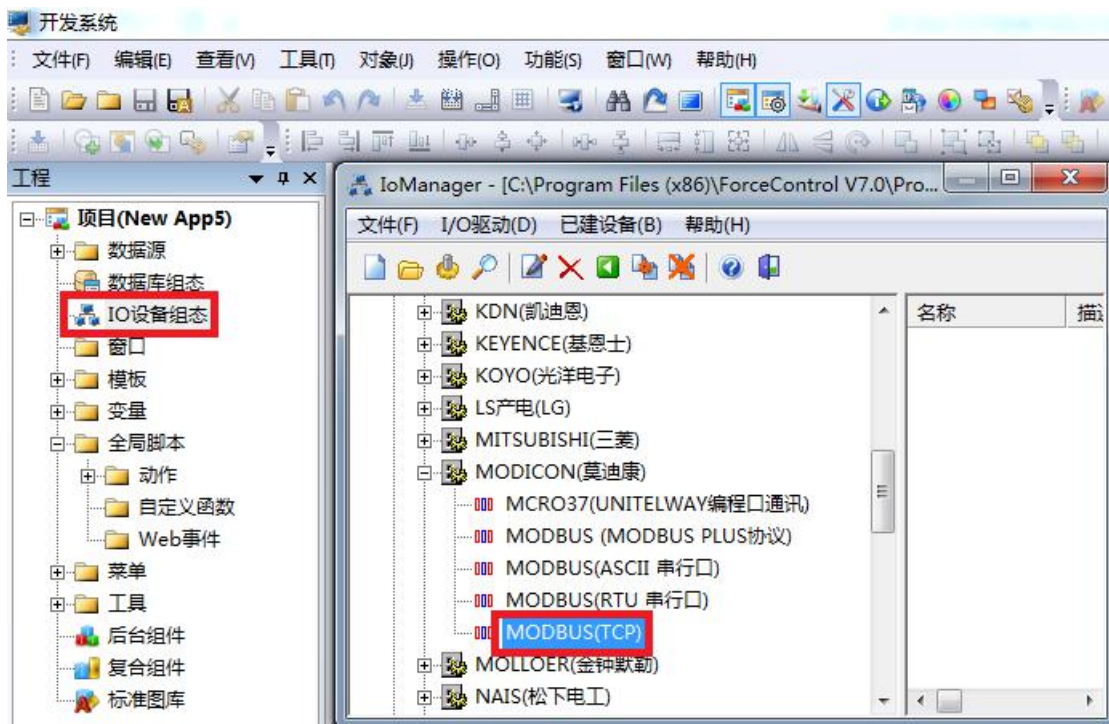 开发系统
文件(F) 编辑(E) 查看(V) 工具(T) 对象(J) 操作(O) 功能(S) 窗口(W) 帮助(H)
工程
项目(New App5)
数据源
数据库组态
IO设备组态
窗口
模板
变量
全局脚本
动作
自定义函数
Web事件
菜单
工具
后台组件
复合组件
标准图库
IoManager - [C:\Program Files (x86)\ForceControl V7.0\Pro...
文件(F) I/O驱动(D) 已建设备(B) 帮助(H)
KDN(凯迪恩)
KEYENCE(基恩士)
KOYO(光洋电子)
LS产电(LG)
MITSUBISHI(三菱)
MODICON(莫迪康)
MCRO37(UNITELWAY编程口通讯)
MODBUS (MODBUS PLUS协议)
MODBUS(ASCII 串行口)
MODBUS(RTU 串行口)
MODBUS(TCP)
MOLLOER(金钟默勒)
NAIS(松下电工)
名称